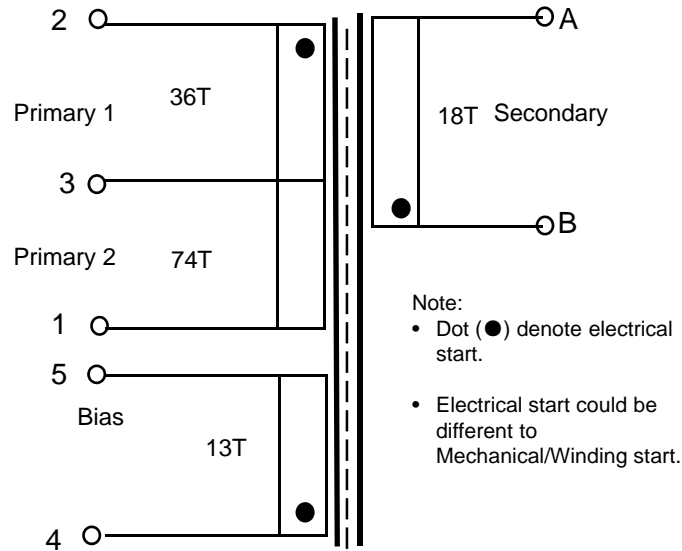 2
Primary 1
36T
3
Primary 2
74T
1
5
Bias
13T
4
A
18T Secondary
B
Note:
• Dot (●) denote electrical
start.
• Electrical start could be
different to
Mechanical/Winding start.